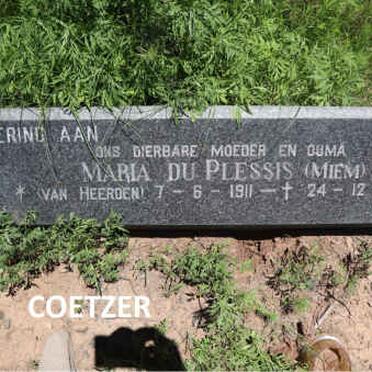 ERING AAN
ONS DIERBARE MOEDER EN OUMA
MARIA DU PLESSIS (MIEM)
* (VAN HEERDEN) 7 - 6 - 1911 - † 24 - 12
COETZER